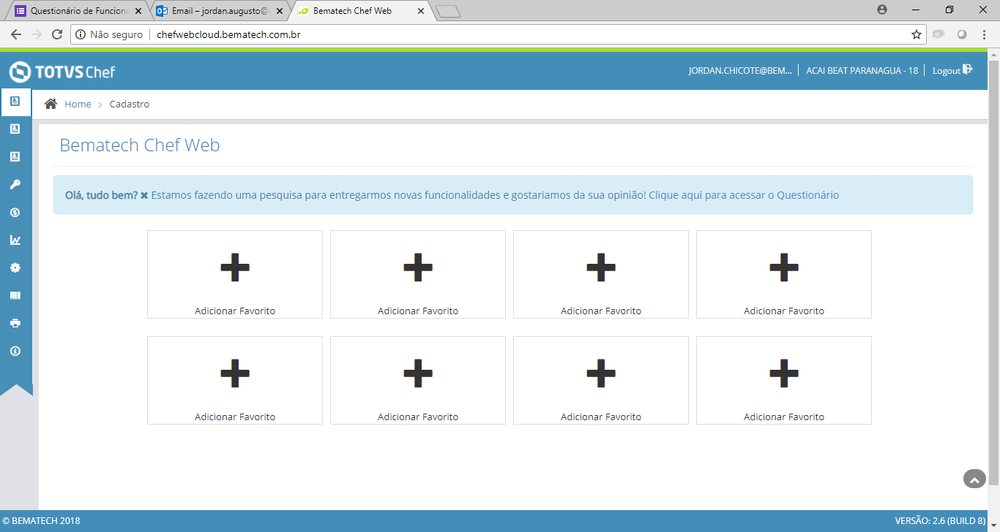 Questionário de Funciona
Email – jordan.augusto@
Bematech Chef Web
Não seguro
chefwebcloud.bematech.com.br
TOTVS Chef
JORDAN.CHICOTE@BEM...
ACAI BEAT PARANAGUA - 18
Logout
Home
Cadastro
Bematech Chef Web
Olá, tudo bem? Estamos fazendo uma pesquisa para entregarmos novas funcionalidades e gostariamos da sua opinião! Clique aqui para acessar o Questionário
Adicionar Favorito
Adicionar Favorito
Adicionar Favorito
Adicionar Favorito
Adicionar Favorito
Adicionar Favorito
Adicionar Favorito
Adicionar Favorito
© BEMATECH 2018
VERSÃO: 2.6 (BUILD 8)